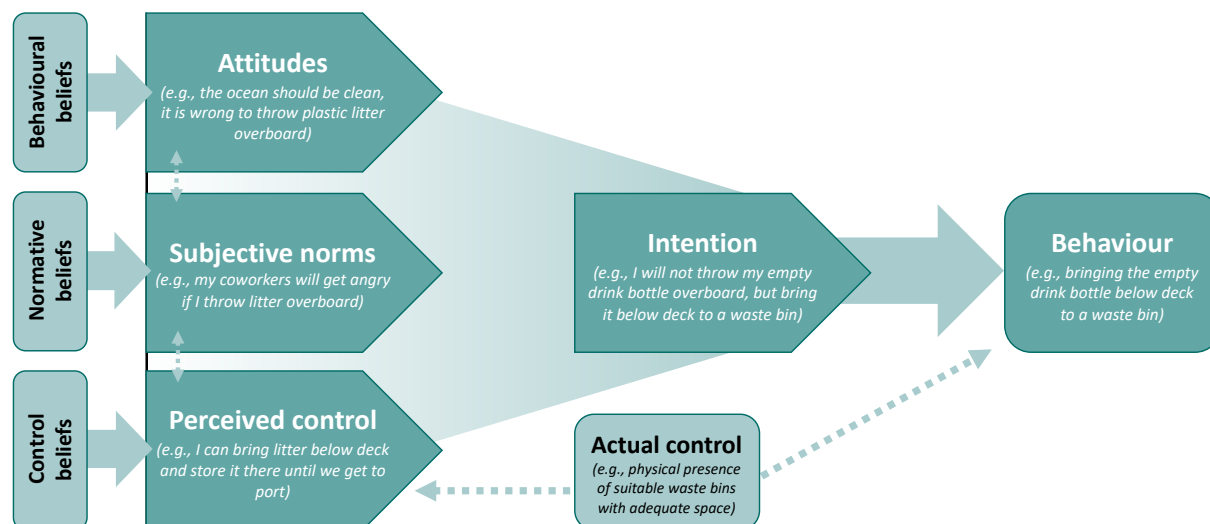 Behavioural
beliefs
Attitudes
(e.g., the ocean should be clean,
it is wrong to throw plastic litter
overboard)
Normative
beliefs
Subjective norms
(e.g., my coworkers will get angry
if I throw litter overboard)
Control
beliefs
Perceived control
(e.g., I can bring litter below deck
and store it there until we get to
port)
Intention
(e.g., I will not throw my empty
drink bottle overboard, but bring
it below deck to a waste bin)
Actual control
(e.g., physical presence
of suitable waste bins
with adequate space)
Behaviour
(e.g., bringing the empty
drink bottle below deck
to a waste bin)